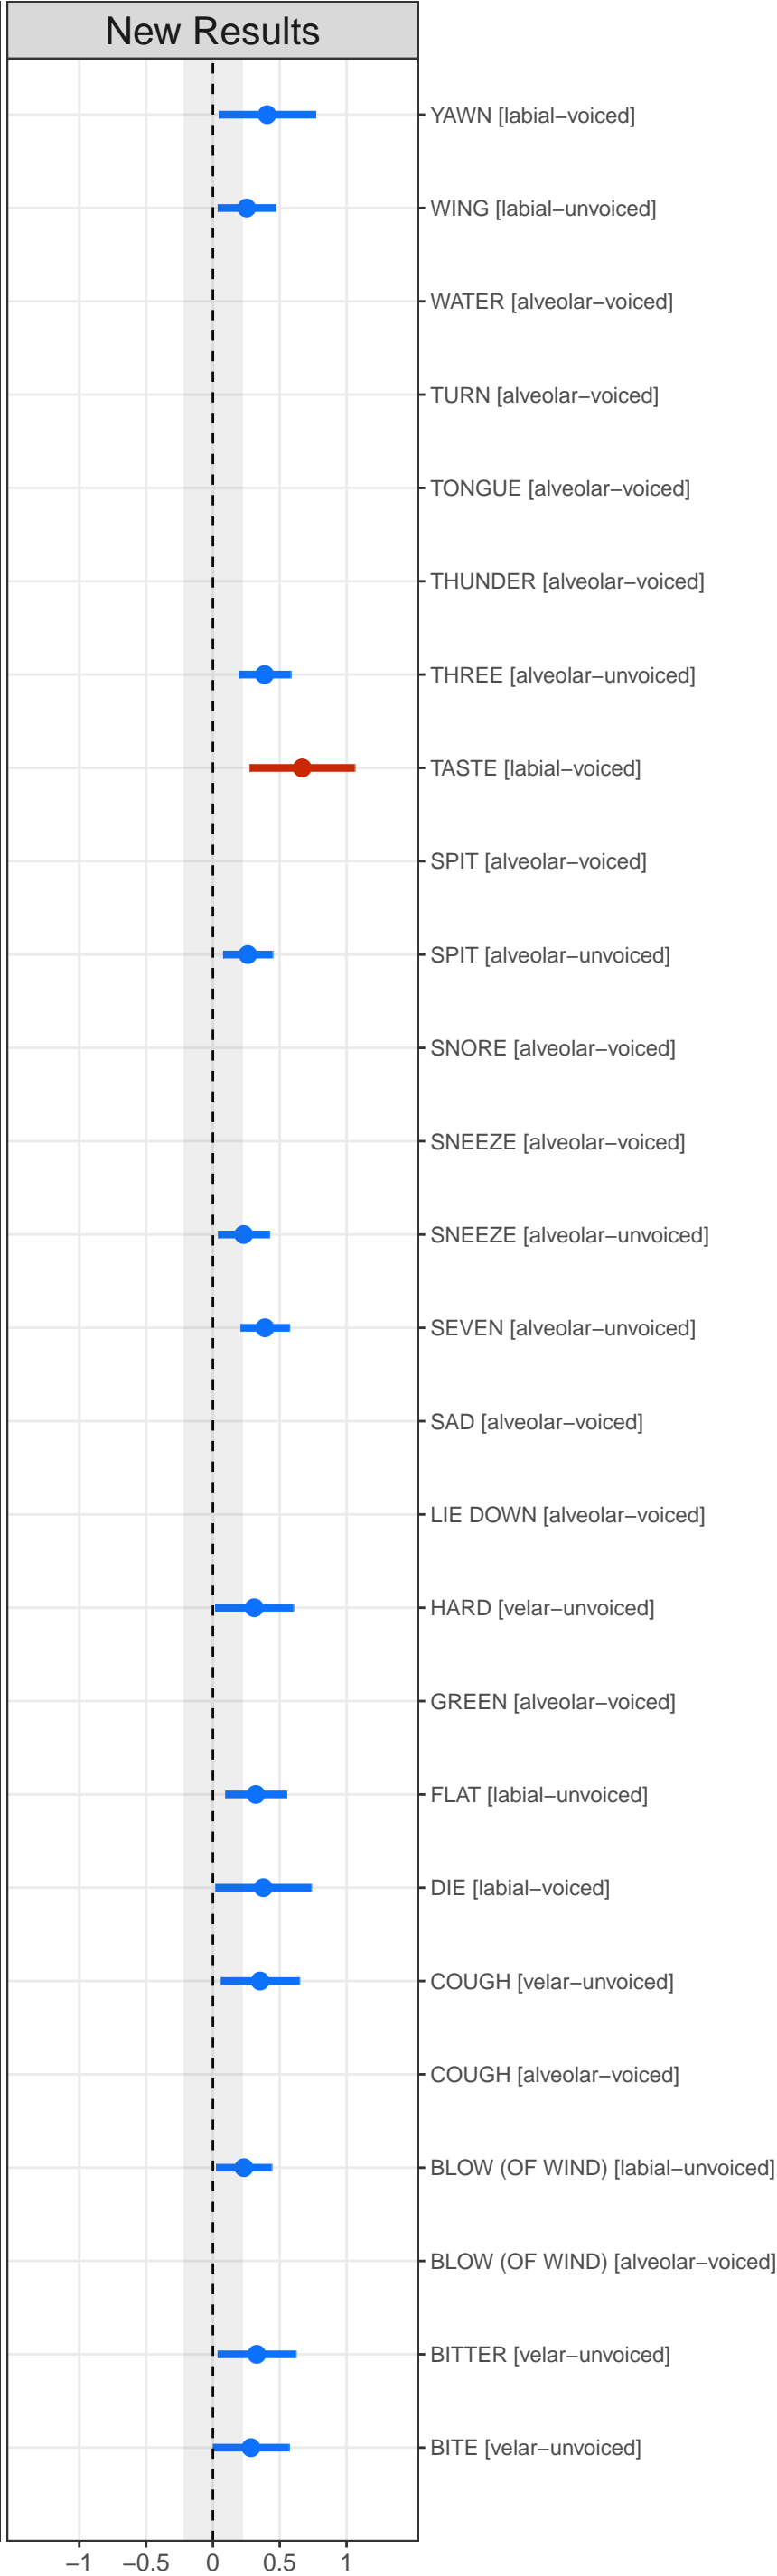 New Results
YAWN [labial−voiced]
WING [labial−unvoiced]
WATER [alveolar−voiced]
TURN [alveolar−voiced]
TONGUE [alveolar−voiced]
THUNDER [alveolar−voiced]
THREE [alveolar−unvoiced]
TASTE [labial−voiced]
SPIT [alveolar−voiced]
SPIT [alveolar−unvoiced]
SNORE [alveolar−voiced]
SNEEZE [alveolar−voiced]
SNEEZE [alveolar−unvoiced]
SEVEN [alveolar−unvoiced]
SAD [alveolar−voiced]
LIE DOWN [alveolar−voiced]
HARD [velar−unvoiced]
GREEN [alveolar−voiced]
FLAT [labial−unvoiced]
DIE [labial−voiced]
COUGH [velar−unvoiced]
COUGH [alveolar−voiced]
BLOW (OF WIND) [labial−unvoiced]
BLOW (OF WIND) [alveolar−voiced]
BITTER [velar−unvoiced]
BITE [velar−unvoiced]
−1 −0.5 0 0.5 1